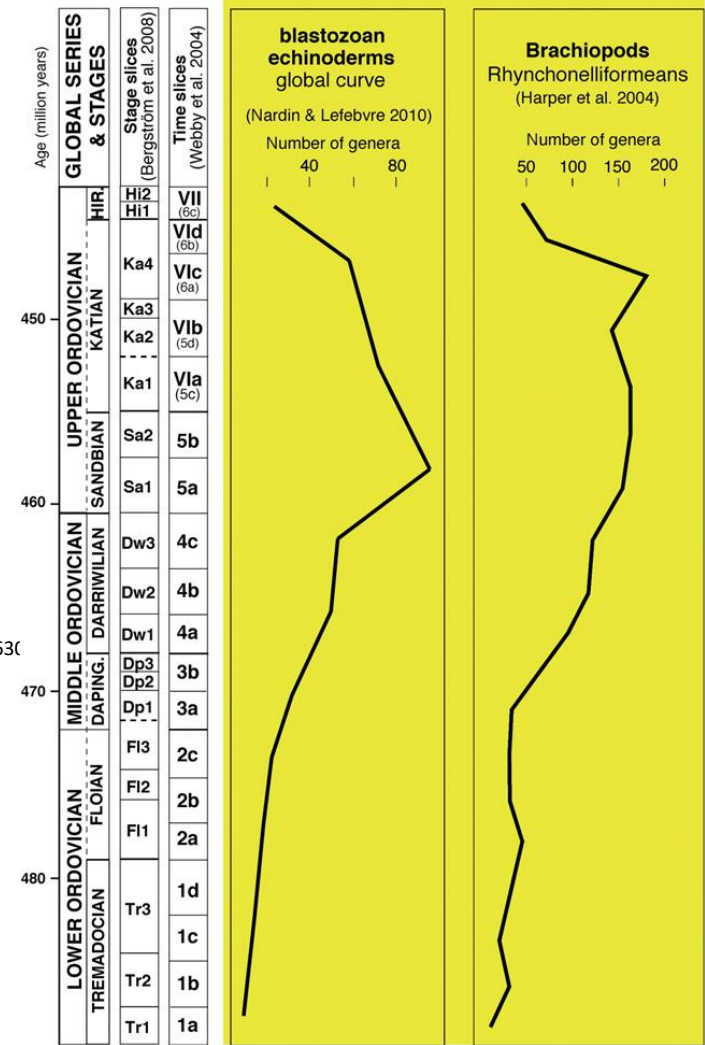 Age (million years)
GLOBAL SERIES
& STAGES
Stage slices
(Bergström et al. 2008)
Time slices
(Webby et al. 2004)
blastozoan
echinoderms
global curve
(Nardin & Lefebvre 2010)
Number of genera
40 80
Brachiopods
Rhynchonelliformeans
(Harper et al. 2004)
Number of genera
50 100 150 200
450
460
470
480
UPPER ORDOVICIAN
MIDDLE ORDOVICIAN
LOWER ORDOVICIAN
HIR.
KATIAN
SANDBIAN
DARRIWILIAN
DAPING.
FLOIAN
TREMADOCIAN
Hi2
Hi1
Ka4
Ka3
Ka2
Ka1
Sa2
Sa1
Dw3
Dw2
Dw1
Dp3
Dp2
Dp1
Fl3
Fl2
Fl1
Tr3
Tr2
Tr1
VII
(6c)
VId
(6b)
VIc
(6a)
VIb
(5d)
VIa
(5c)
5b
5a
4c
4b
4a
3b
3a
2c
2b
2a
1d
1c
1b
1a